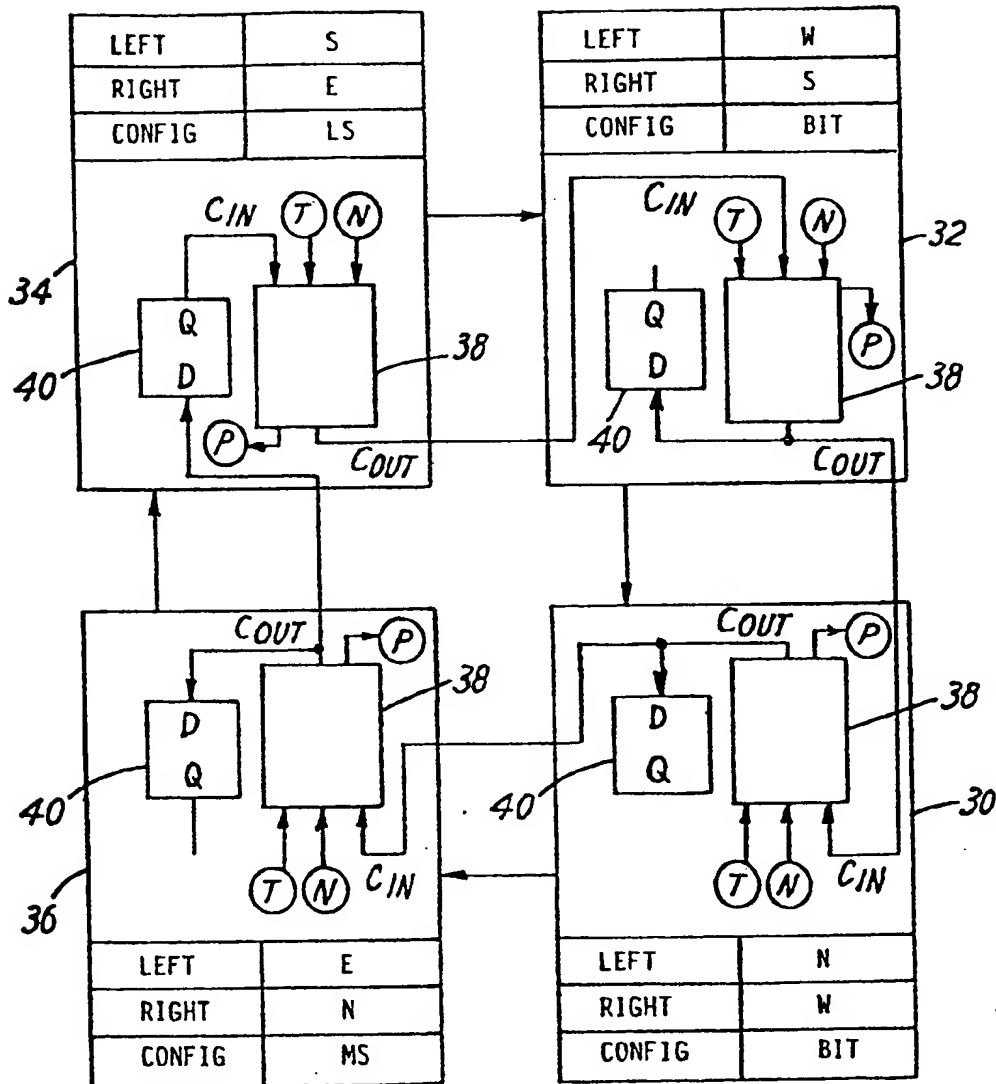 LEFT S
RIGHT E
CONFIG LS
LEFT W
RIGHT S
CONFIG BIT
34
CIN
T
N
Q
D
40
38
P
COUT
CIN
T
N
32
Q
D
40
P
38
COUT
COUT
P
38
D
Q
40
T
N
CIN
36
COUT
P
38
D
Q
40
30
T
N
CIN
LEFT E
RIGHT N
CONFIG MS
LEFT N
RIGHT W
CONFIG BIT